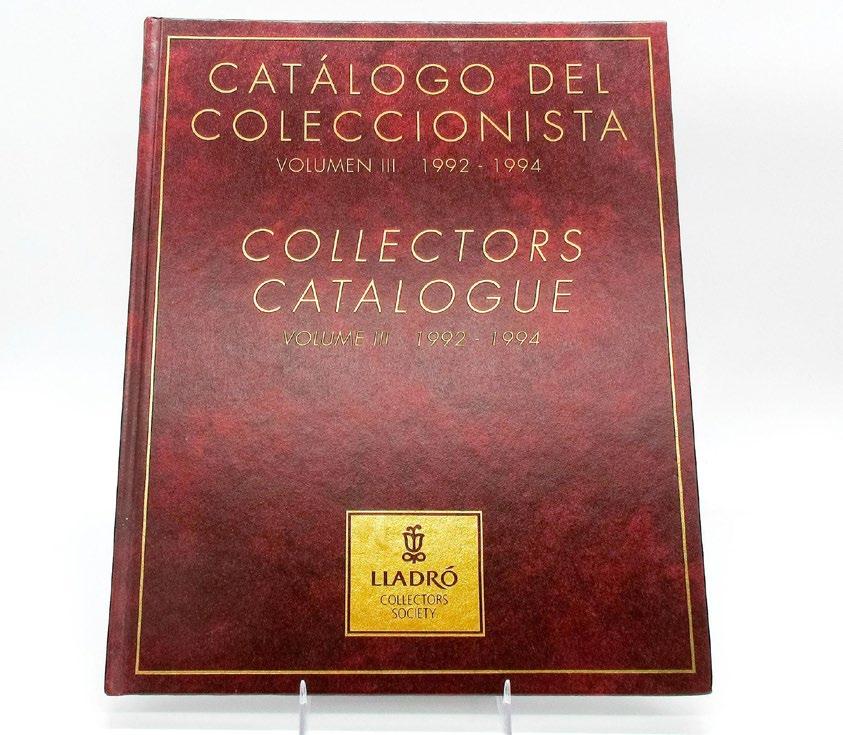 CATÁLOGO DEL
COLECCIONISTA
VOLUMEN III 1992 - 1994
COLLECTORS
CATALOGUE
VOLUME III 1992 - 1994
LLADRÓ
COLLECTORS
SOCIETY